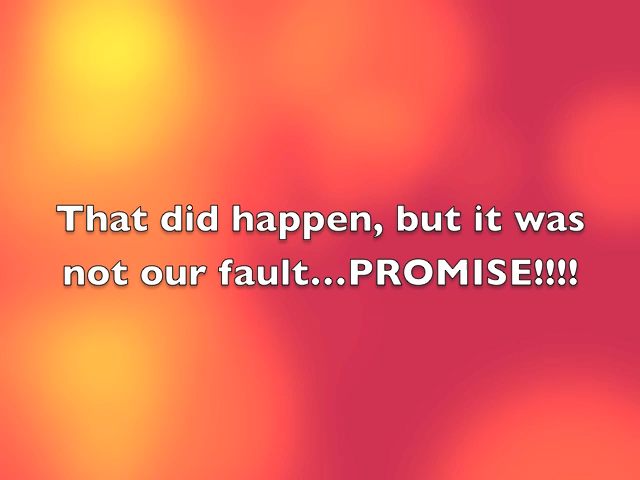 That did happen, but it was
not our fault...PROMISE!!!!